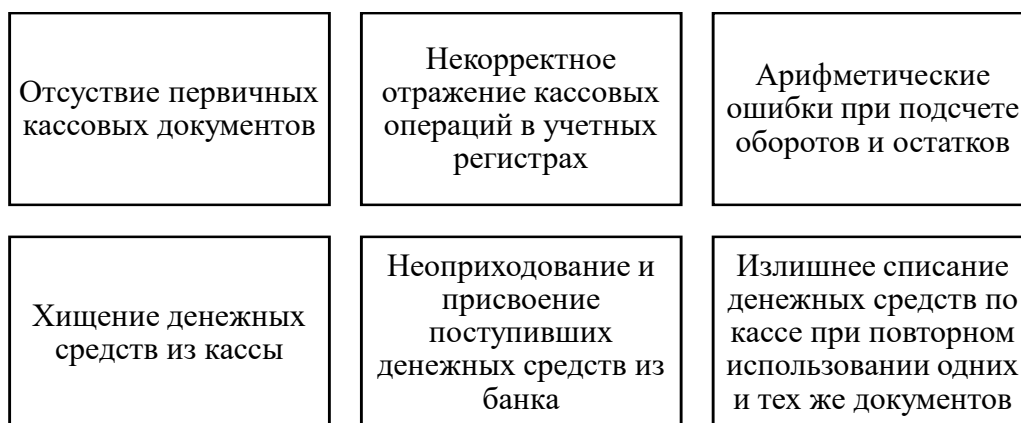 Отсуствие первичных
кассовых документов
Некорректное
отражение кассовых
операций в учетных
регистрах
Арифметические
ошибки при подсчете
оборотов и остатков
Хищение денежных
средств из кассы
Неоприходование и
присвоение
поступивших
денежных средств из
банка
Излишнее списание
денежных средств по
кассе при повторном
использовании одних
и тех же документов